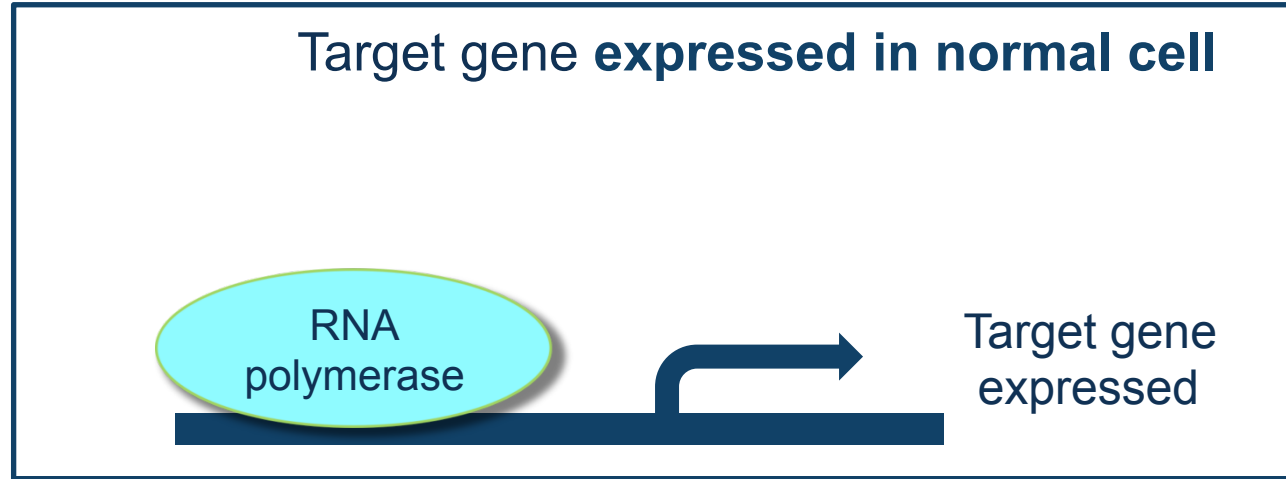 Target gene expressed in normal cell
RNA
polymerase
Target gene
expressed